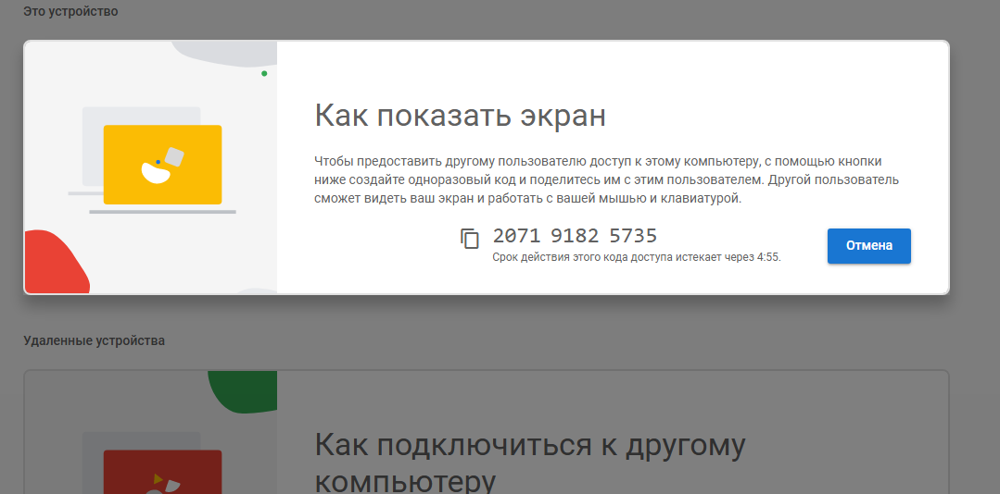 Это устройство
Как показать экран
Чтобы предоставить другому пользователю доступ к этому компьютеру, с помощью кнопки
ниже создайте одноразовый код и поделитесь им с этим пользователем. Другой пользователь
сможет видеть ваш экран и работать с вашей мышью и клавиатурой.
2071 9182 5735
Срок действия этого кода доступа истекает через 4:55.
Отмена
Удаленные устройства
Как подключиться к другому
компьютеру